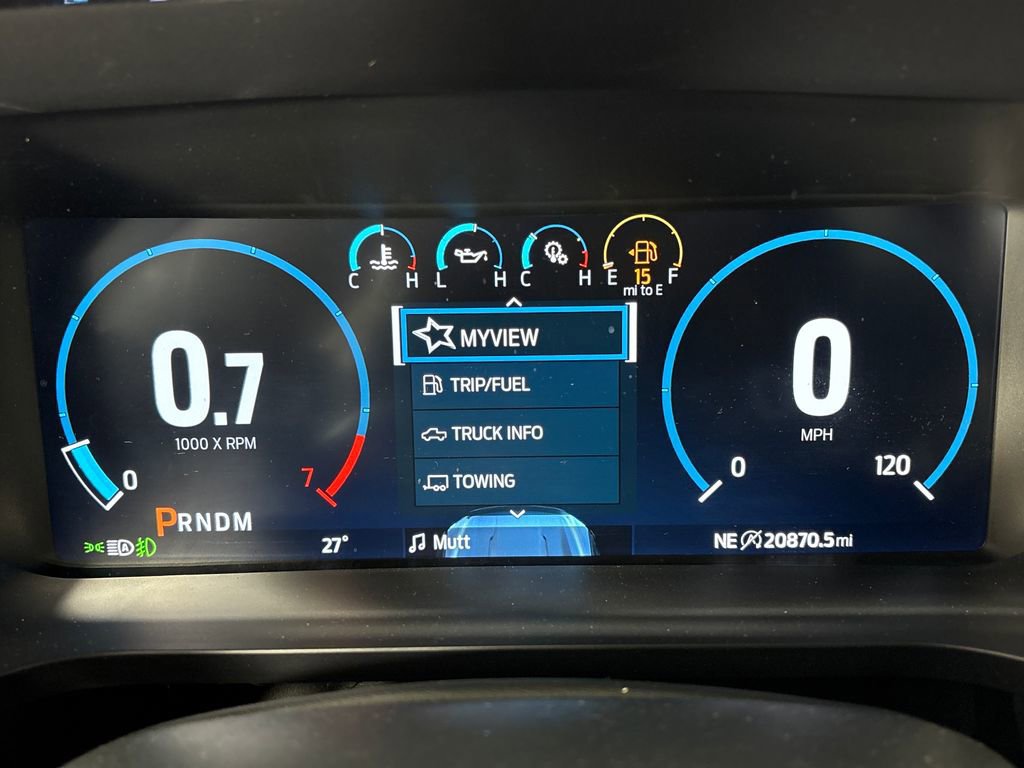 C H L H C H E F
15
mi to E
MYVIEW
TRIP/FUEL
TRUCK INFO
TOWING
0.7
1000 X RPM
0
7
PRNDM
0
MPH
0
120
A
27°
Mutt
NE
A
20870.5 mi